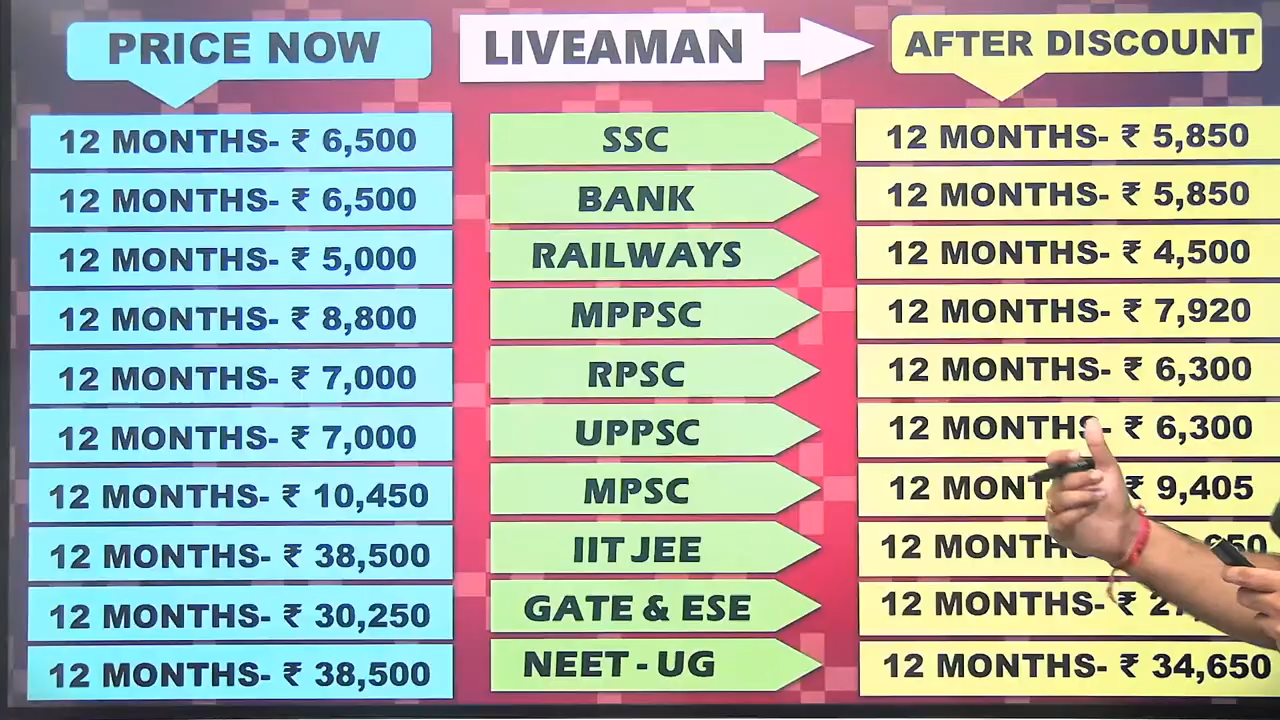 PRICE NOW LIVEAMAN AFTER DISCOUNT
12 MONTHS- ₹ 6,500 SSC 12 MONTHS- ₹ 5,850
12 MONTHS- ₹ 6,500 BANK 12 MONTHS- ₹ 5,850
12 MONTHS- ₹ 5,000 RAILWAYS 12 MONTHS- ₹ 4,500
12 MONTHS- ₹ 8,800 MPPSC 12 MONTHS- ₹ 7,920
12 MONTHS- ₹ 7,000 RPSC 12 MONTHS- ₹ 6,300
12 MONTHS- ₹ 7,000 UPPSC 12 MONTHS- ₹ 6,300
12 MONTHS- ₹ 10,450 MPSC 12 ₹ 9,405
12 MONTHS- ₹ 38,500 IIT JEE 12
12 MONTHS- ₹ 30,250 GATE & ESE 12 MONTHS- ₹
12 MONTHS- ₹ 38,500 NEET - UG 12 MONTHS- ₹ 34,650